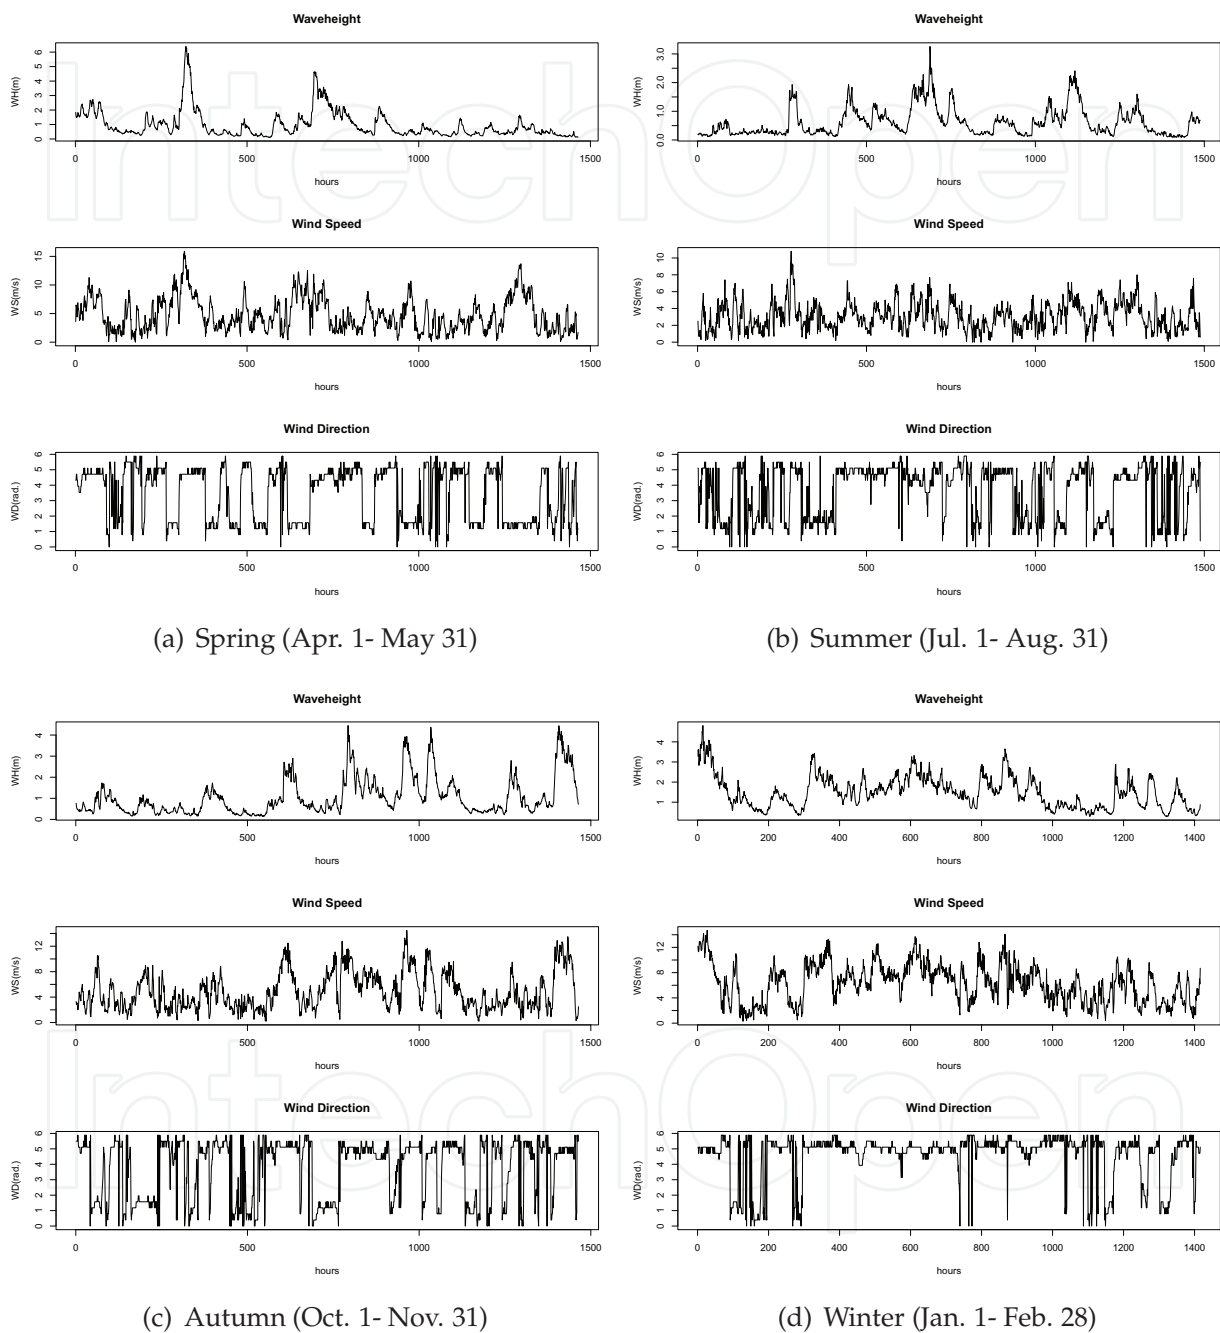 Waveheight
WH(m)
0 1 2 3 4 5 6
0 500 1000 1500
hours
Wind Speed
WS(m/s)
0 5 10 15
0 500 1000 1500
hours
Wind Direction
WD(rad.)
0 1 2 3 4 5 6
0 500 1000 1500
hours
(a) Spring (Apr. 1- May 31)
Waveheight
WH(m)
0.0 1.0 2.0 3.0
0 500 1000 1500
hours
Wind Speed
WS(m/s)
0 2 4 6 8 10
0 500 1000 1500
hours
Wind Direction
WD(rad.)
0 1 2 3 4 5 6
0 500 1000 1500
hours
(b) Summer (Jul. 1- Aug. 31)
Waveheight
WH(m)
0 1 2 3 4
0 500 1000 1500
hours
Wind Speed
WS(m/s)
0 4 8 12
0 500 1000 1500
hours
Wind Direction
WD(rad.)
0 1 2 3 4 5 6
0 500 1000 1500
hours
(c) Autumn (Oct. 1- Nov. 31)
Waveheight
WH(m)
1 2 3 4
0 200 400 600 800 1000 1200 1400
hours
Wind Speed
WS(m/s)
0 4 8 12
0 200 400 600 800 1000 1200 1400
hours
Wind Direction
WD(rad.)
0 1 2 3 4 5 6
0 200 400 600 800 1000 1200 1400
hours
(d) Winter (Jan. 1- Feb. 28)
IntechOpen
IntechOpen